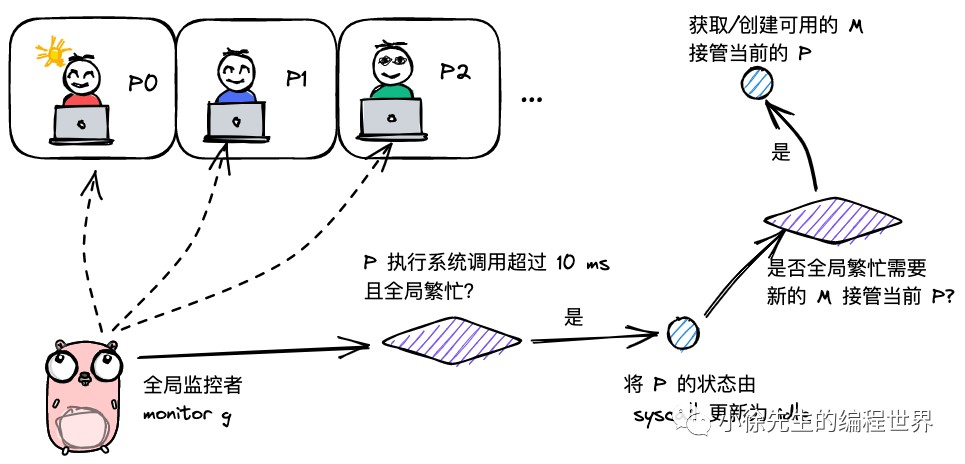 P0
P1
P2
...
获取/创建可用的 M
接管当前的 P
是
P 执行系统调用超过 10 ms
且全局繁忙?
是否全局繁忙需要
新的 M 接管当前 P?
是
全局监控者
monitor g
将 P 的状态由
syscall 更新为 idle
小徐先生的编程世界